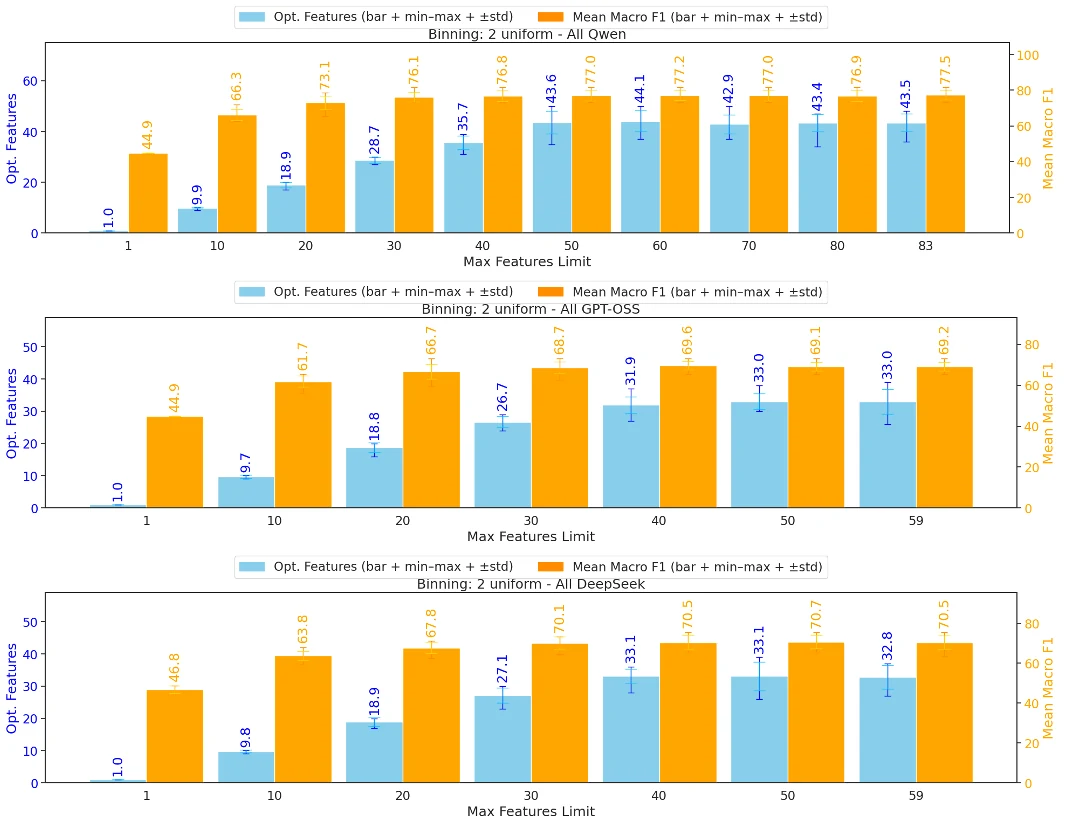 Opt. Features (bar + min–max + ±std) Mean Macro F1 (bar + min–max + ±std)
Binning: 2 uniform - All Qwen
Opt. Features
0 20 40 60
1.0 44.9 9.9 66.3 18.9 73.1 28.7 76.1 35.7 76.8 43.6 77.0 44.1 77.2 42.9 77.0 43.4 76.9 43.5 77.5
0 20 40 60 80 100
Mean Macro F1
1 10 20 30 40 50 60 70 80 83
Max Features Limit
Opt. Features (bar + min–max + ±std) Mean Macro F1 (bar + min–max + ±std)
Binning: 2 uniform - All GPT-OSS
Opt. Features
0 10 20 30 40 50
1.0 44.9 9.7 61.7 18.8 66.7 26.7 68.7 31.9 69.6 33.0 69.1 33.0 69.2
0 20 40 60 80
Mean Macro F1
1 10 20 30 40 50 59
Max Features Limit
Opt. Features (bar + min–max + ±std) Mean Macro F1 (bar + min–max + ±std)
Binning: 2 uniform - All DeepSeek
Opt. Features
0 10 20 30 40 50
1.0 46.8 9.8 63.8 18.9 67.8 27.1 70.1 33.1 70.5 33.1 70.7 32.8 70.5
0 20 40 60 80
Mean Macro F1
1 10 20 30 40 50 59
Max Features Limit